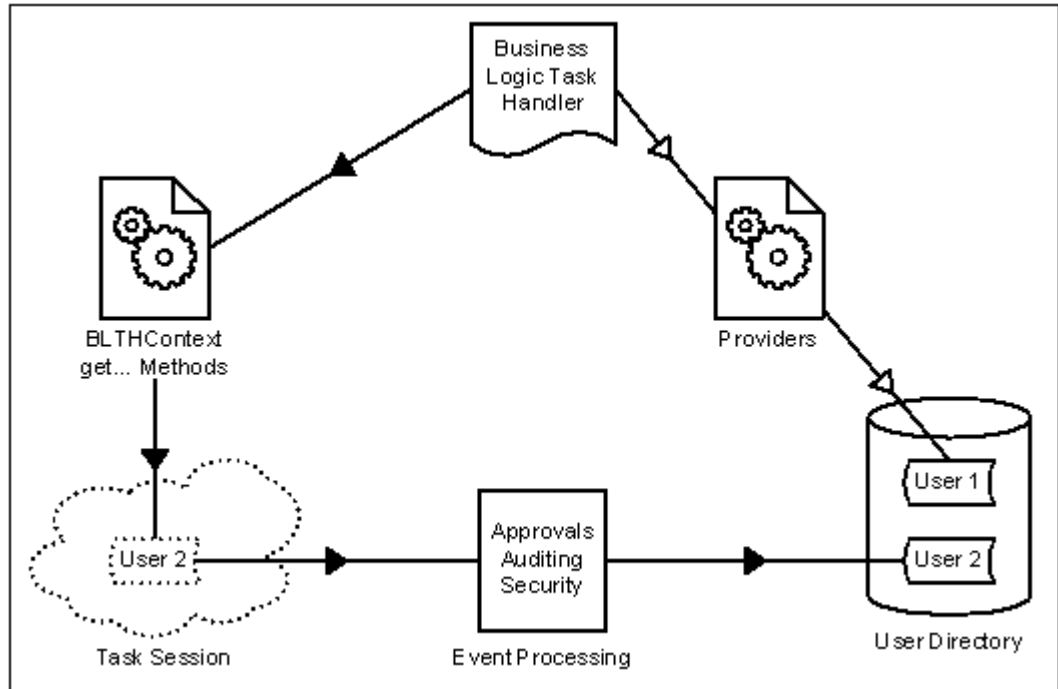 Business
Logic Task
Handler
BLTHContext
get... Methods
Providers
User 1
User 2
Approvals
Auditing
Security
User 2
Task Session
Event Processing
User Directory